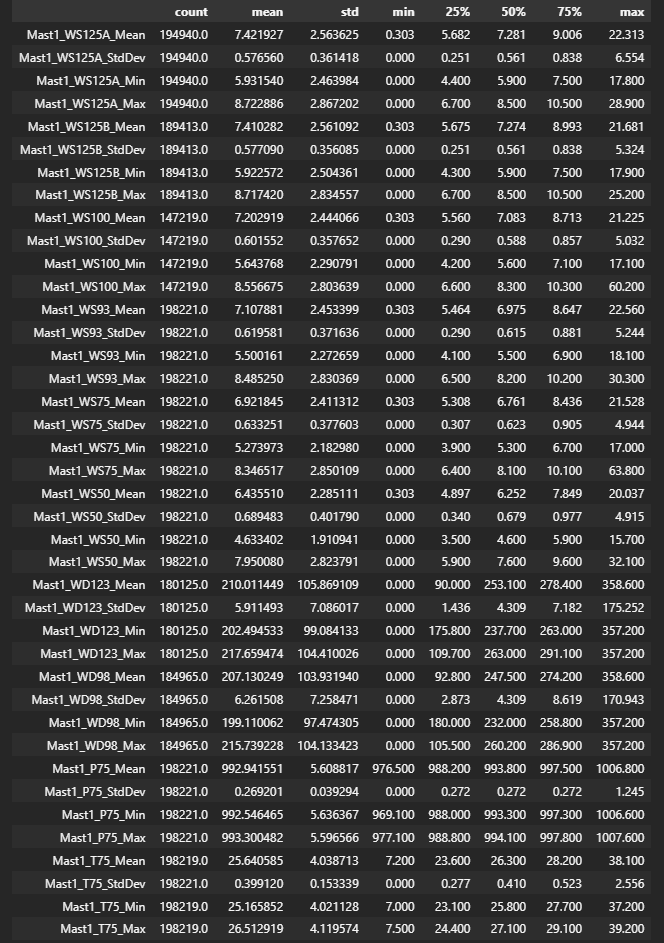 count mean std min 25% 50% 75% max
Mast1_WS125A_Mean 194940.0 7.421927 2.563625 0.303 5.682 7.281 9.006 22.313
Mast1_WS125A_StdDev 194940.0 0.576560 0.361418 0.000 0.251 0.561 0.838 6.554
Mast1_WS125A_Min 194940.0 5.931540 2.463984 0.000 4.400 5.900 7.500 17.800
Mast1_WS125A_Max 194940.0 8.722886 2.867202 0.000 6.700 8.500 10.500 28.900
Mast1_WS125B_Mean 189413.0 7.410282 2.561092 0.303 5.675 7.274 8.993 21.681
Mast1_WS125B_StdDev 189413.0 0.577090 0.356085 0.000 0.251 0.561 0.838 5.324
Mast1_WS125B_Min 189413.0 5.922572 2.504361 0.000 4.300 5.900 7.500 17.900
Mast1_WS125B_Max 189413.0 8.717420 2.834557 0.000 6.700 8.500 10.500 25.200
Mast1_WS100_Mean 147219.0 7.202919 2.444066 0.303 5.560 7.083 8.713 21.225
Mast1_WS100_StdDev 147219.0 0.601552 0.357652 0.000 0.290 0.588 0.857 5.032
Mast1_WS100_Min 147219.0 5.643768 2.290791 0.000 4.200 5.600 7.100 17.100
Mast1_WS100_Max 147219.0 8.556675 2.803639 0.000 6.600 8.300 10.300 60.200
Mast1_WS93_Mean 198221.0 7.107881 2.453399 0.303 5.464 6.975 8.647 22.560
Mast1_WS93_StdDev 198221.0 0.619581 0.371636 0.000 0.290 0.615 0.881 5.244
Mast1_WS93_Min 198221.0 5.500161 2.272659 0.000 4.100 5.500 6.900 18.100
Mast1_WS93_Max 198221.0 8.485250 2.830369 0.000 6.500 8.200 10.200 30.300
Mast1_WS75_Mean 198221.0 6.921845 2.411312 0.303 5.308 6.761 8.436 21.528
Mast1_WS75_StdDev 198221.0 0.633251 0.377603 0.000 0.307 0.623 0.905 4.944
Mast1_WS75_Min 198221.0 5.273973 2.182980 0.000 3.900 5.300 6.700 17.000
Mast1_WS75_Max 198221.0 8.346517 2.850109 0.000 6.400 8.100 10.100 63.800
Mast1_WS50_Mean 198221.0 6.435510 2.285111 0.303 4.897 6.252 7.849 20.037
Mast1_WS50_StdDev 198221.0 0.689483 0.401790 0.000 0.340 0.679 0.977 4.915
Mast1_WS50_Min 198221.0 4.633402 1.910941 0.000 3.500 4.600 5.900 15.700
Mast1_WS50_Max 198221.0 7.950080 2.823791 0.000 5.900 7.600 9.600 32.100
Mast1_WD123_Mean 180125.0 210.011449 105.869109 0.000 90.000 253.100 278.400 358.600
Mast1_WD123_StdDev 180125.0 5.911493 7.086017 0.000 1.436 4.309 7.182 175.252
Mast1_WD123_Min 180125.0 202.494533 99.084133 0.000 175.800 237.700 263.000 357.200
Mast1_WD123_Max 180125.0 217.659474 104.410026 0.000 109.700 263.000 291.100 357.200
Mast1_WD98_Mean 184965.0 207.130249 103.931940 0.000 92.800 247.500 274.200 358.600
Mast1_WD98_StdDev 184965.0 6.261508 7.258471 0.000 2.873 4.309 8.619 170.943
Mast1_WD98_Min 184965.0 199.110062 97.474305 0.000 180.000 232.000 258.800 357.200
Mast1_WD98_Max 184965.0 215.739228 104.133423 0.000 105.500 260.200 286.900 357.200
Mast1_P75_Mean 198221.0 992.941551 5.608817 976.500 988.200 993.800 997.500 1006.800
Mast1_P75_StdDev 198221.0 0.269201 0.039294 0.000 0.272 0.272 0.272 1.245
Mast1_P75_Min 198221.0 992.546465 5.636367 969.100 988.000 993.300 997.300 1006.600
Mast1_P75_Max 198221.0 993.300482 5.596566 977.100 988.800 994.100 997.800 1007.600
Mast1_T75_Mean 198219.0 25.640585 4.038713 7.200 23.600 26.300 28.200 38.100
Mast1_T75_StdDev 198221.0 0.399120 0.153339 0.000 0.277 0.410 0.523 2.556
Mast1_T75_Min 198219.0 25.165852 4.021128 7.000 23.100 25.800 27.700 37.200
Mast1_T75_Max 198219.0 26.512919 4.119574 7.500 24.400 27.100 29.100 39.200